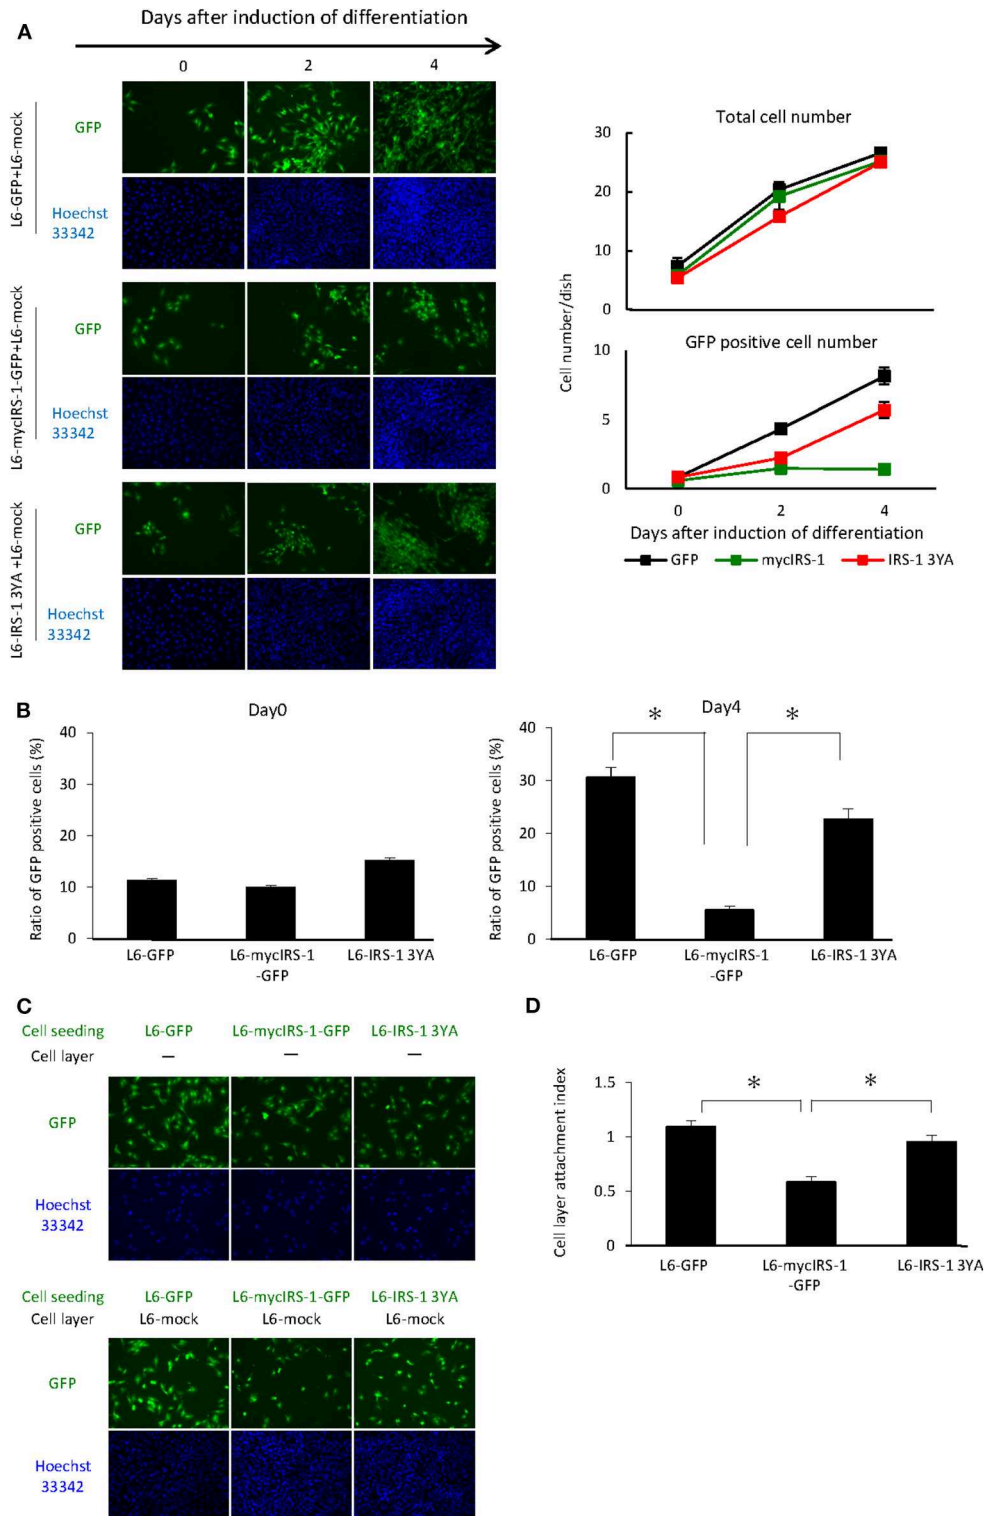 A
Days after induction of differentiation
0 2 4
L6-GFP+L6-mock
GFP
Hoechst
33342
L6-mycIRS-1-GFP+L6-mock
GFP
Hoechst
33342
L6-IRS-1 3YA +L6-mock
GFP
Hoechst
33342
Total cell number
30
20
10
0
Cell number/dish
GFP positive cell number
10
5
0
0 2 4
Days after induction of differentiation
GFP mycIRS-1 IRS-1 3YA
B
Day0
Ratio of GFP positive cells (%)
40
30
20
10
0
L6-GFP L6-mycIRS-1 L6-IRS-1 3YA
-GFP
Day4
Ratio of GFP positive cells (%)
40
30
20
10
0
* *
L6-GFP L6-mycIRS-1 L6-IRS-1 3YA
-GFP
C
Cell seeding L6-GFP L6-mycIRS-1-GFP L6-IRS-1 3YA
Cell layer — — —
GFP
Hoechst
33342
Cell seeding L6-GFP L6-mycIRS-1-GFP L6-IRS-1 3YA
Cell layer L6-mock L6-mock L6-mock
GFP
Hoechst
33342
D
Cell layer attachment index
1.5
1
0.5
0
* *
L6-GFP L6-mycIRS-1 L6-IRS-1 3YA
-GFP